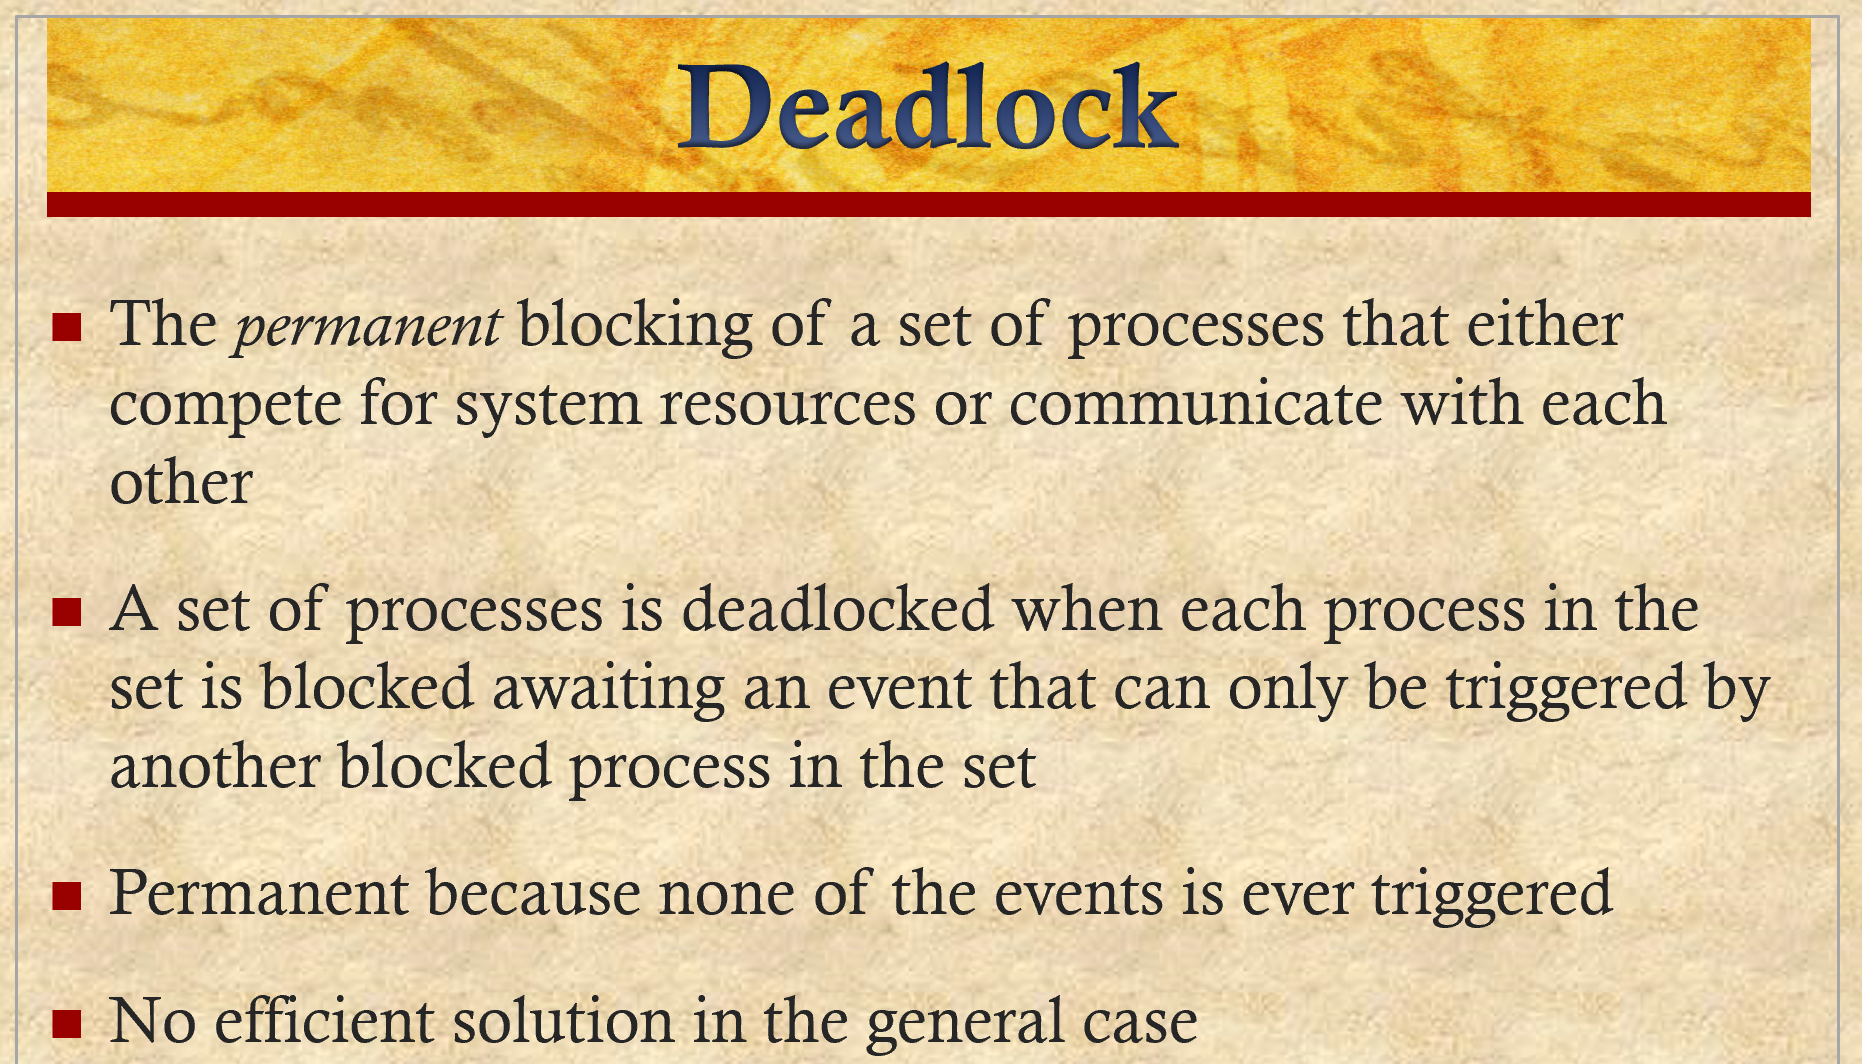 Deadlock
■ The permanent blocking of a set of processes that either
compete for system resources or communicate with each
other
■ A set of processes is deadlocked when each process in the
set is blocked awaiting an event that can only be triggered by
another blocked process in the set
■ Permanent because none of the events is ever triggered
■ No efficient solution in the general case